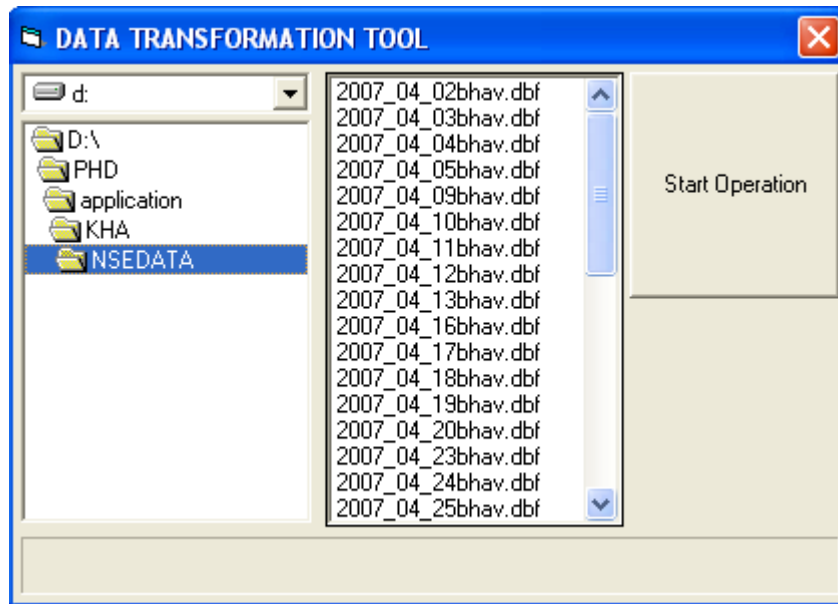 DATA TRANSFORMATION TOOL
d:
D:\
PHD
application
KHA
NSEDATA
2007_04_02bhav.dbf
2007_04_03bhav.dbf
2007_04_04bhav.dbf
2007_04_05bhav.dbf
2007_04_09bhav.dbf
2007_04_10bhav.dbf
2007_04_11bhav.dbf
2007_04_12bhav.dbf
2007_04_13bhav.dbf
2007_04_16bhav.dbf
2007_04_17bhav.dbf
2007_04_18bhav.dbf
2007_04_19bhav.dbf
2007_04_20bhav.dbf
2007_04_23bhav.dbf
2007_04_24bhav.dbf
2007_04_25bhav.dbf
Start Operation